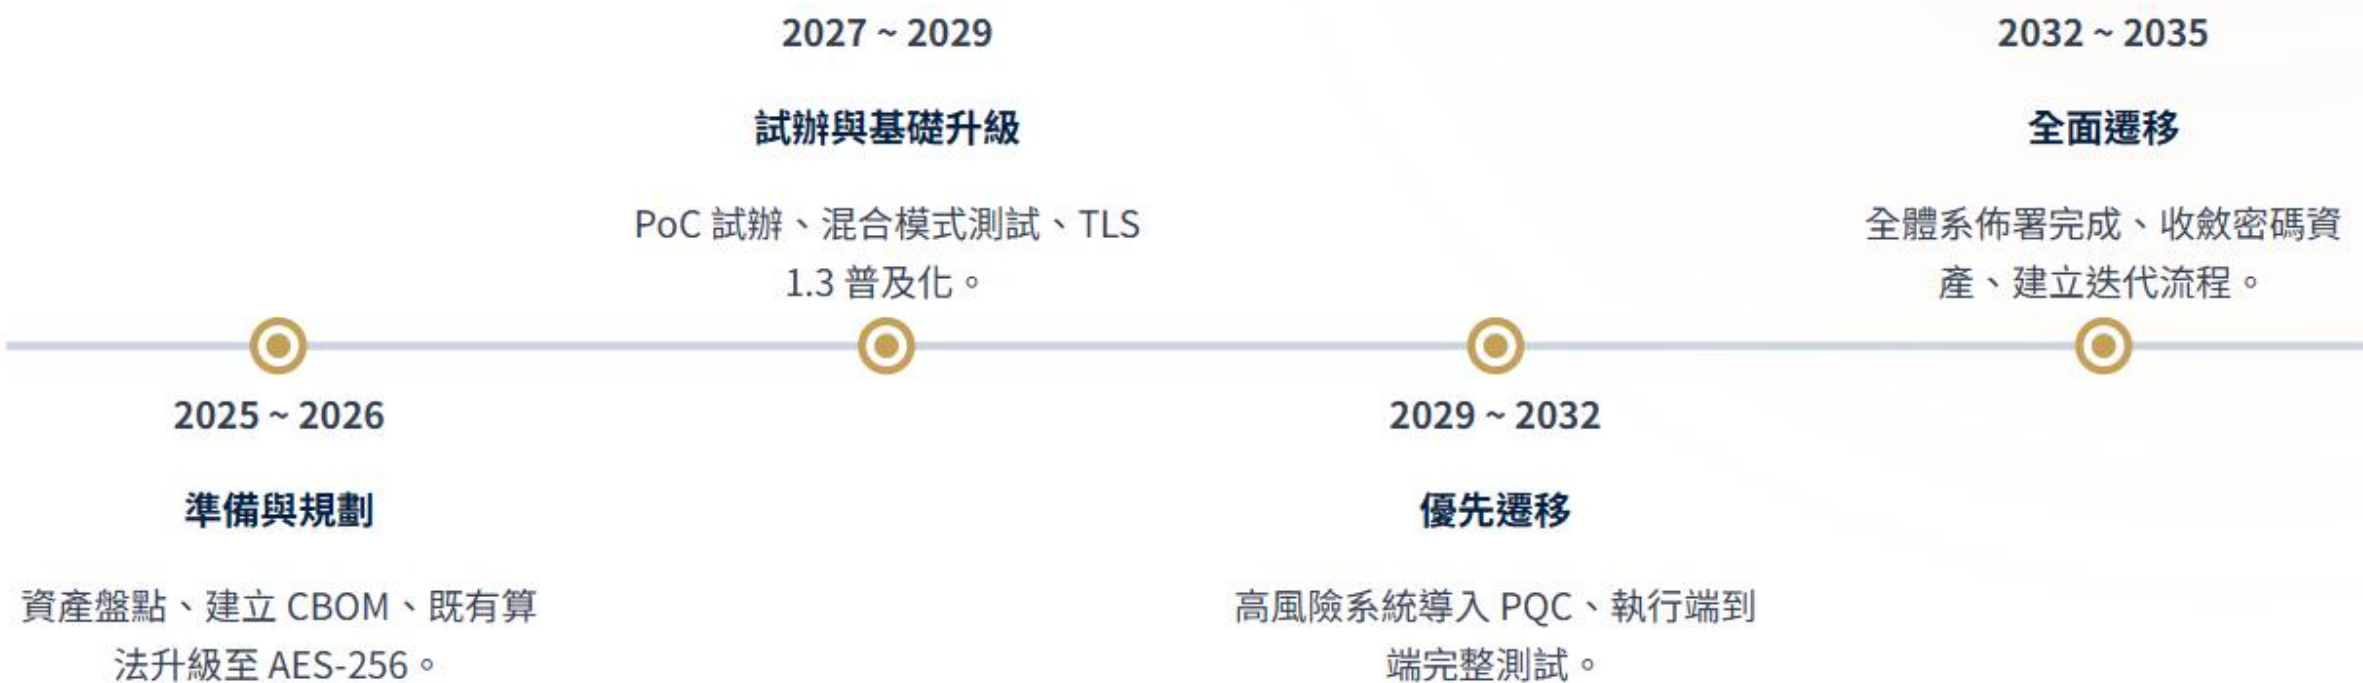 2025 ~ 2026
準備與規劃
資產盤點、建立 CBOM、既有算
法升級至 AES-256。
2027 ~ 2029
試辦與基礎升級
PoC 試辦、混合模式測試、TLS
1.3 普及化。
2029 ~ 2032
優先遷移
高風險系統導入 PQC、執行端到
端完整測試。
2032 ~ 2035
全面遷移
全體系佈署完成、收斂密碼資
產、建立迭代流程。